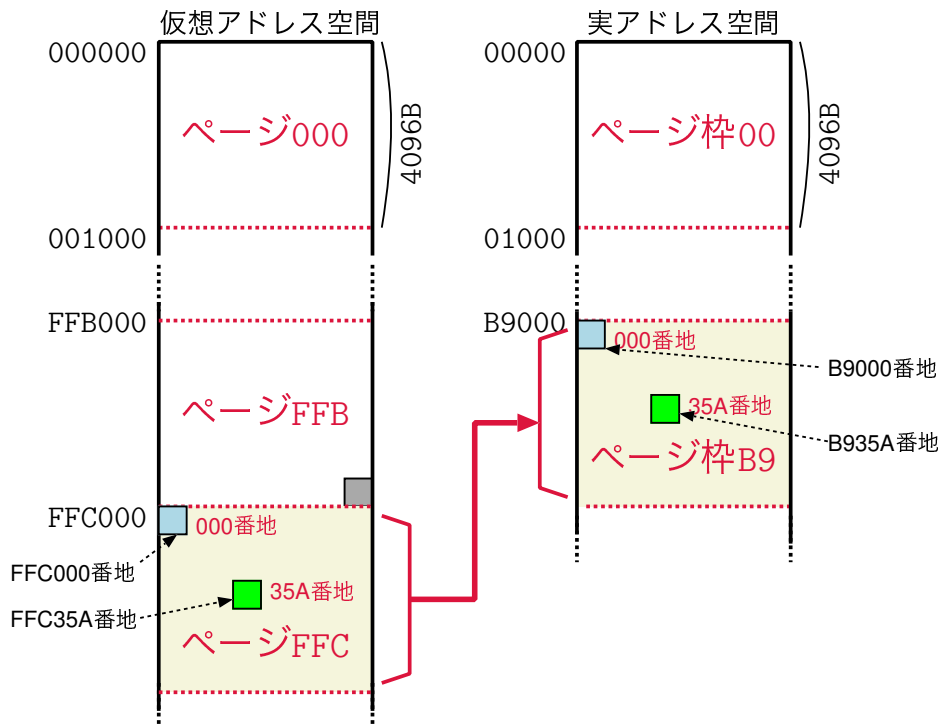 仮想アドレス空間
000000
ページ000
4096B
001000
FFB000
ページFFB
FFC000
000番地
FFC000番地
35A番地
FFC35A番地
ページFFC
実アドレス空間
00000
ページ枠00
4096B
01000
B9000
000番地
B9000番地
35A番地
B935A番地
ページ枠B9